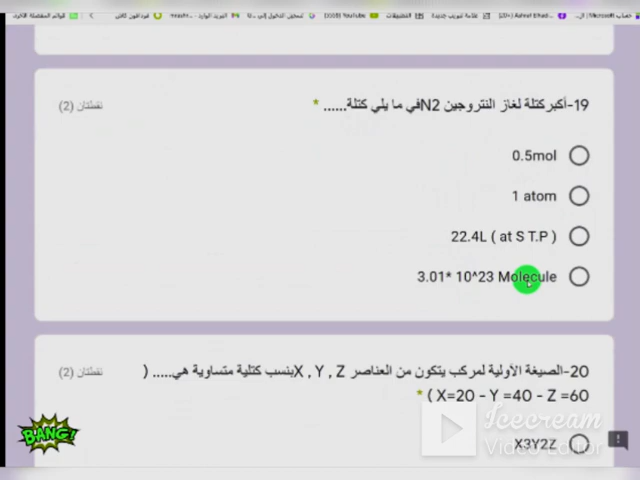 19-أكبر كتلة لغاز النتروجين N2في ما يلي كتلة...... *
(2) نقطتان
0.5mol
1 atom
22.4L ( at S T.P )
3.01* 10^23 Molecule
20-الصيغة الأولية لمركب يتكون من العناصر X , Y , Z بنسب كتلية متساوية هي..... (
(2) نقطتان
X=20 - Y =40 - Z =60 ) *
X3Y2Z
BANG!
Icecream
Video Editor